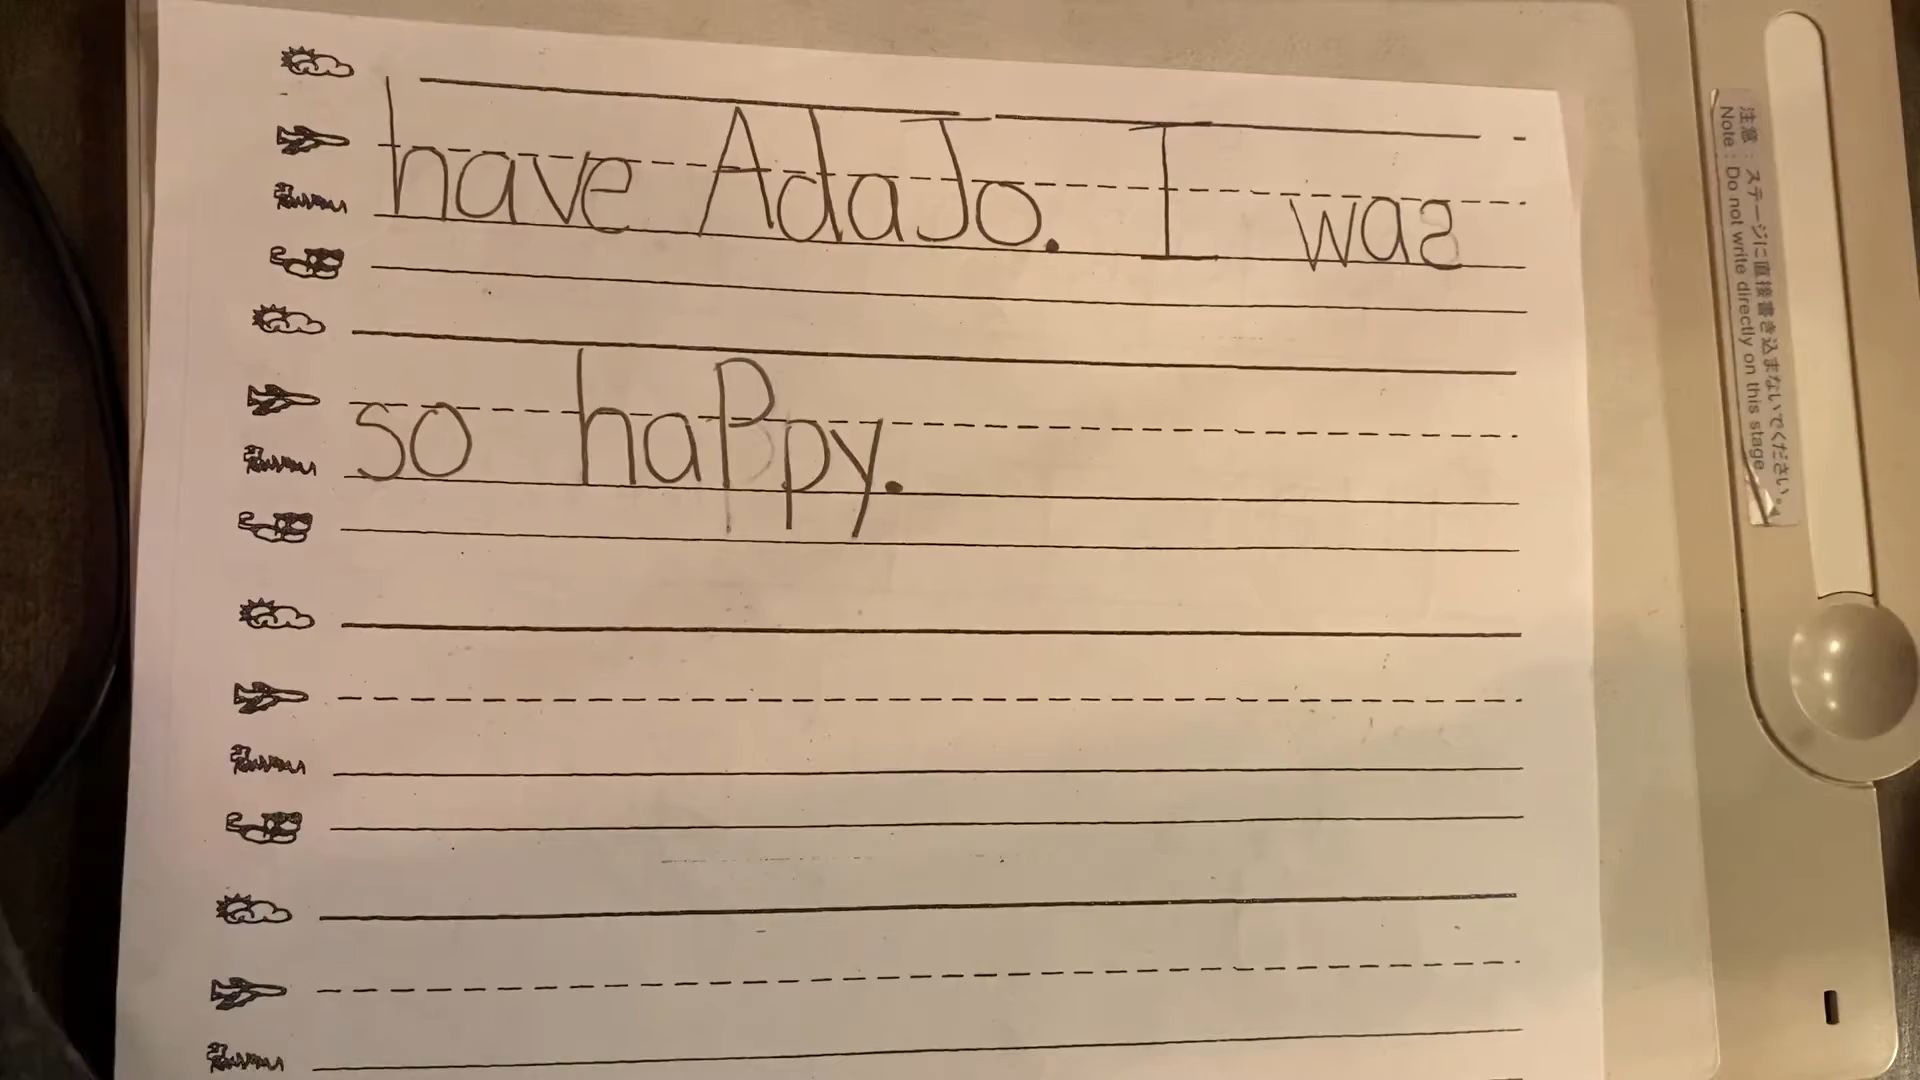 have AdaJo. I was
so haPpy.
注意：ステージに直接書き込まないでください。
Note : Do not write directly on this stage